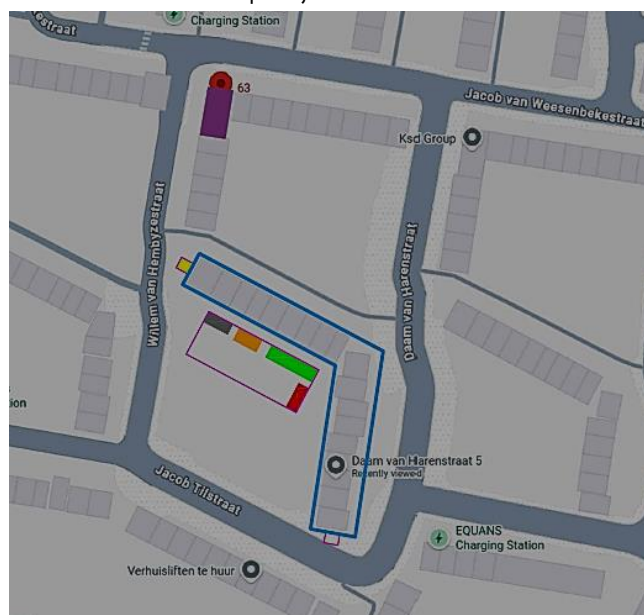 Charging Station
63
Jacob van Weesenbekestraat
Ksd Group
Willem van Hembyzestraat
Daam van Harenstraat
Daam van Harenstraat 5
Recently viewed
Jacob Tilstraat
EQUANS
Charging Station
Verhuisliften te huur